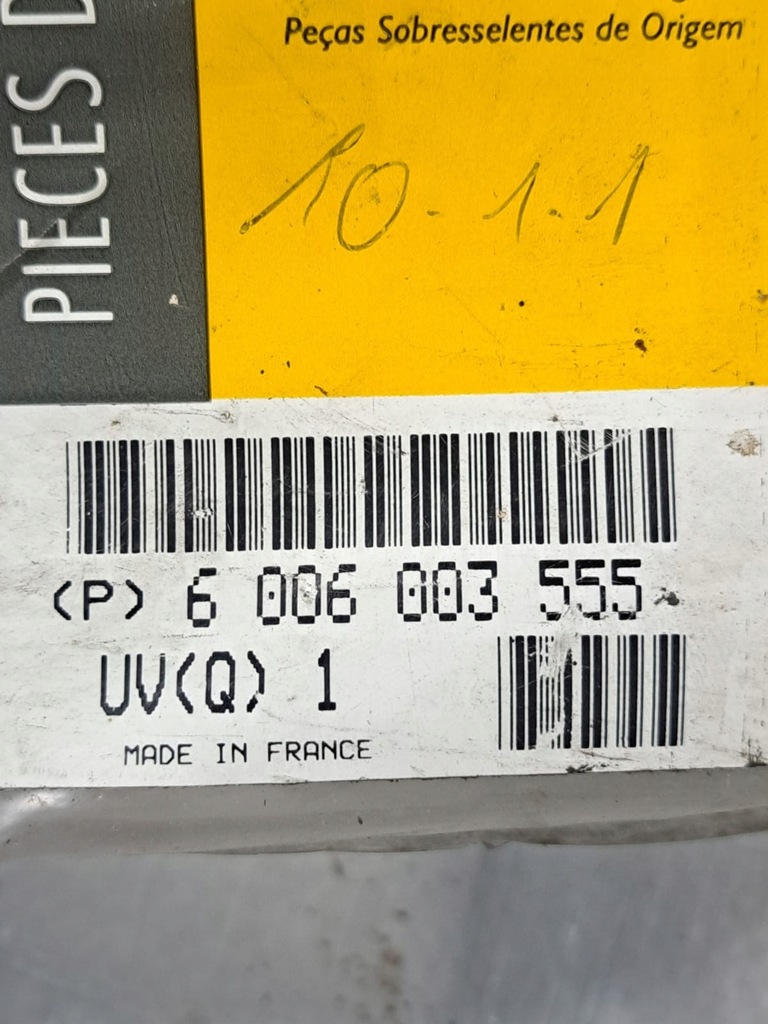 PIECES D
Peças Sobresselentes de Origem
10-1-1
(P) 6 006 003 555
UV(Q) 1
MADE IN FRANCE